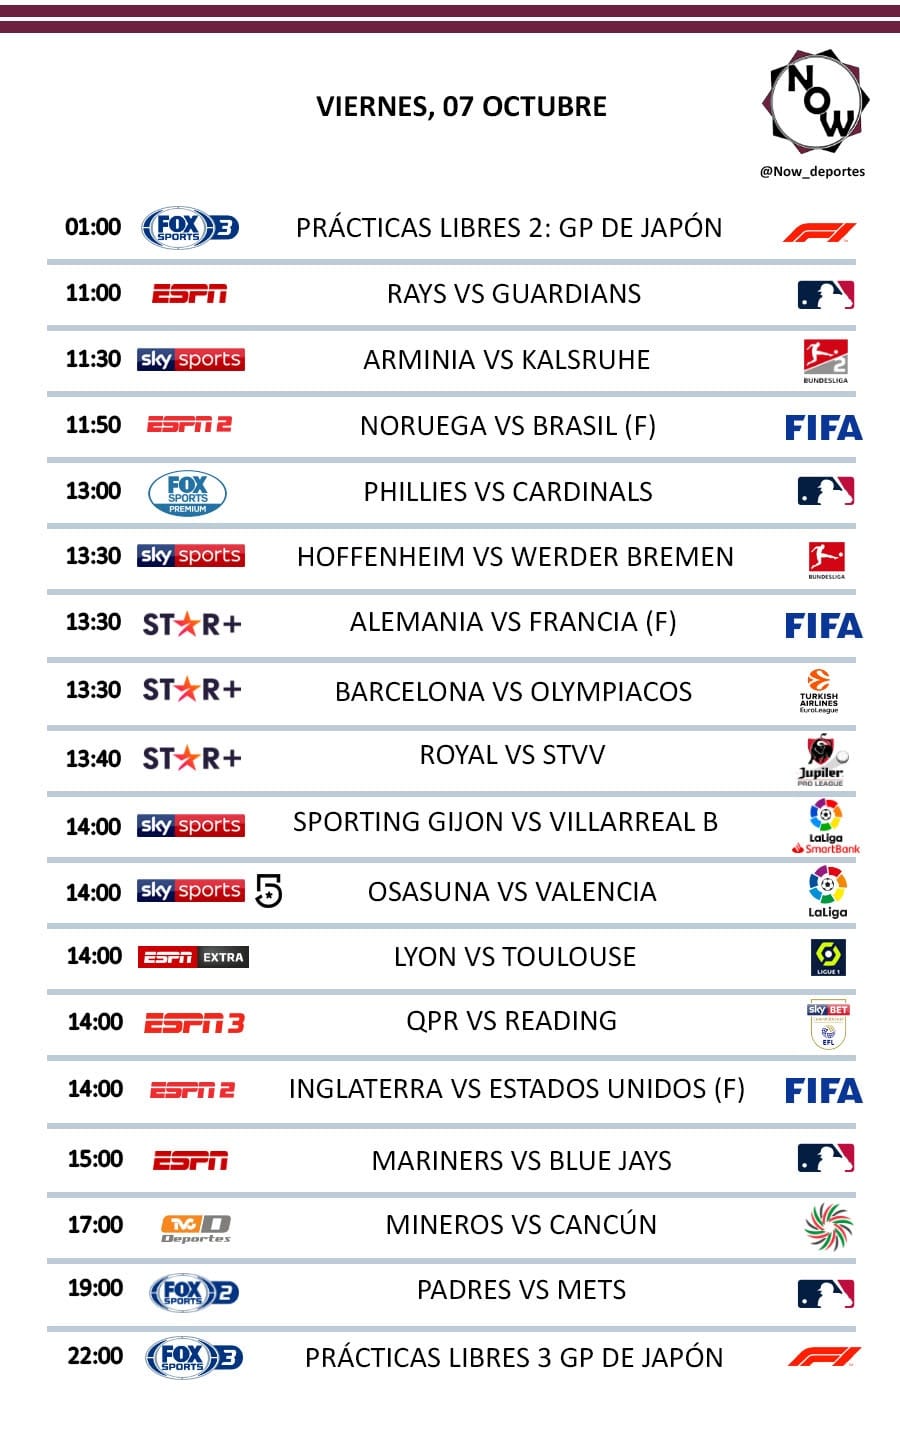 VIERNES, 07 OCTUBRE
NOW
@Now_deportes
01:00 FOX SPORTS 3 PRÁCTICAS LIBRES 2: GP DE JAPÓN F1
11:00 ESPN RAYS VS GUARDIANS
11:30 sky sports ARMINIA VS KALSRUHE 2 BUNDESLIGA
11:50 ESPN 2 NORUEGA VS BRASIL (F) FIFA
13:00 FOX SPORTS PREMIUM PHILLIES VS CARDINALS
13:30 sky sports HOFFENHEIM VS WERDER BREMEN BUNDESLIGA
13:30 STAR+ ALEMANIA VS FRANCIA (F) FIFA
13:30 STAR+ BARCELONA VS OLYMPIACOS TURKISH AIRLINES EuroLeague
13:40 STAR+ ROYAL VS STVV Jupiler PRO LEAGUE
14:00 sky sports SPORTING GIJON VS VILLARREAL B LaLiga SmartBank
14:00 sky sports 5 OSASUNA VS VALENCIA LaLiga
14:00 ESPN EXTRA LYON VS TOULOUSE LIGUE 1
14:00 ESPN 3 QPR VS READING sky BET EFL
14:00 ESPN 2 INGLATERRA VS ESTADOS UNIDOS (F) FIFA
15:00 ESPN MARINERS VS BLUE JAYS
17:00 TVC D Deportes MINEROS VS CANCÚN
19:00 FOX SPORTS 2 PADRES VS METS
22:00 FOX SPORTS 3 PRÁCTICAS LIBRES 3 GP DE JAPÓN F1